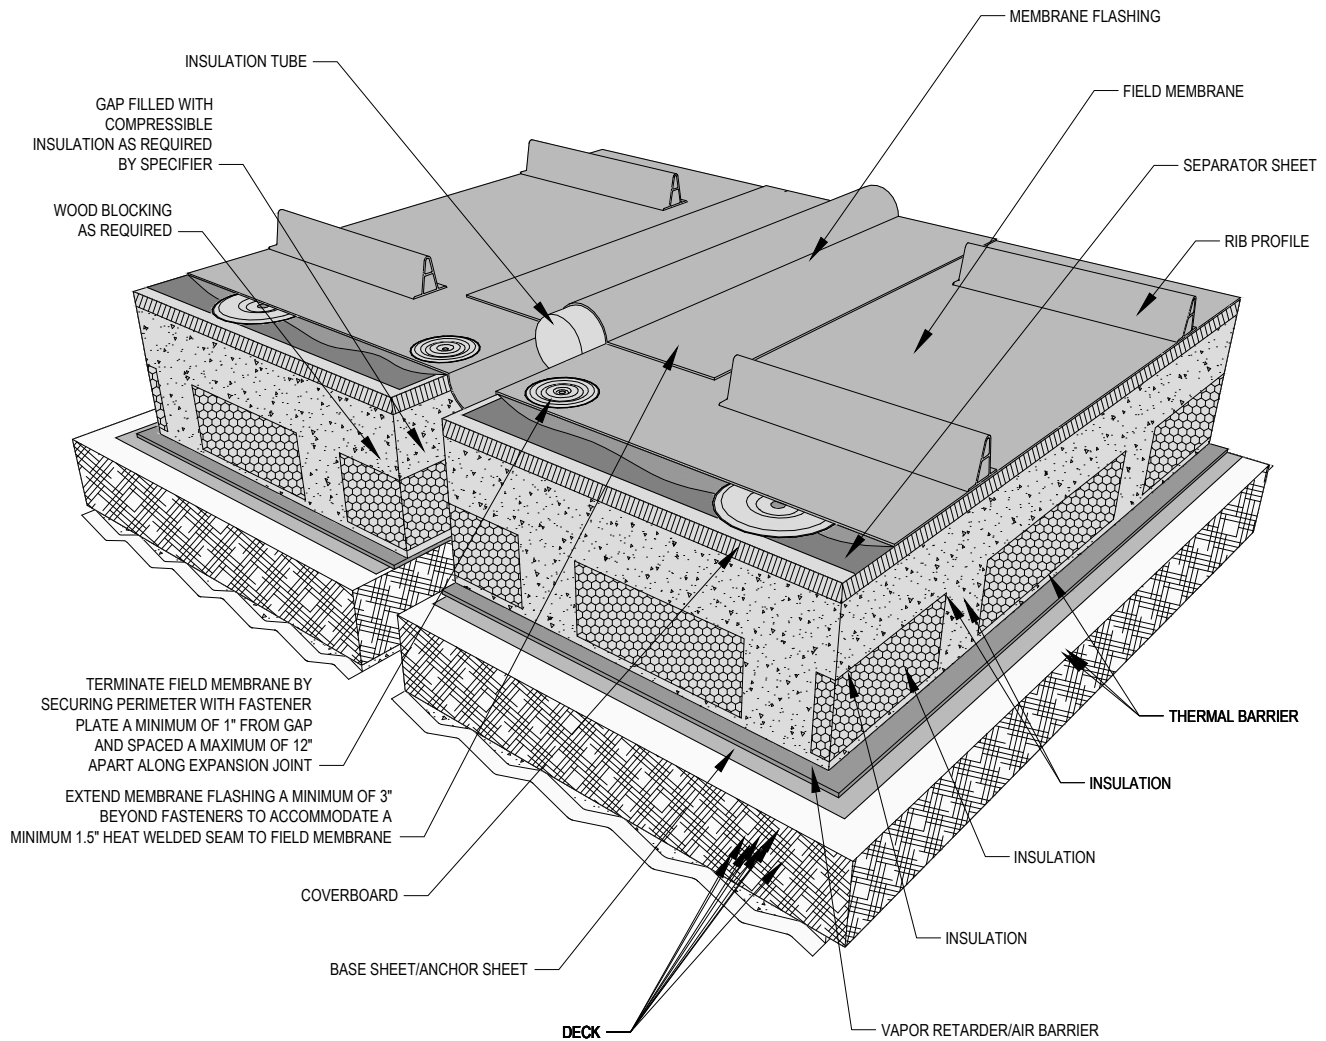 MEMBRANE FLASHING
INSULATION TUBE
FIELD MEMBRANE
GAP FILLED WITH
COMPRESSIBLE
INSULATION AS REQUIRED
BY SPECIFIER
SEPARATOR SHEET
WOOD BLOCKING
AS REQUIRED
RIB PROFILE
TERMINATE FIELD MEMBRANE BY
SECURING PERIMETER WITH FASTENER
PLATE A MINIMUM OF 1" FROM GAP
AND SPACED A MAXIMUM OF 12"
APART ALONG EXPANSION JOINT
THERMAL BARRIER
INSULATION
EXTEND MEMBRANE FLASHING A MINIMUM OF 3"
BEYOND FASTENERS TO ACCOMMODATE A
MINIMUM 1.5" HEAT WELDED SEAM TO FIELD MEMBRANE
INSULATION
COVERBOARD
INSULATION
BASE SHEET/ANCHOR SHEET
DECK
VAPOR RETARDER/AIR BARRIER